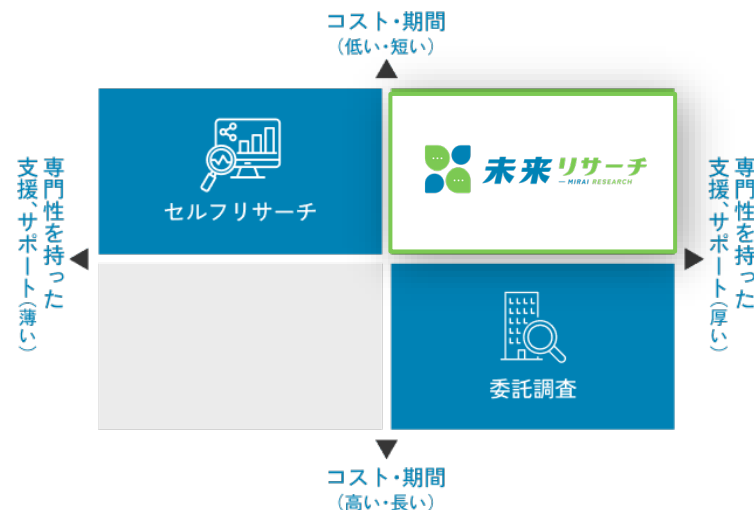 コスト・期間
（低い・短い）
専門性を持った
支援、サポート（薄い）
セルフリサーチ
未来リサーチ
MIRAI RESEARCH
専門性を持った
支援、サポート（厚い）
委託調査
コスト・期間
（高い・長い）